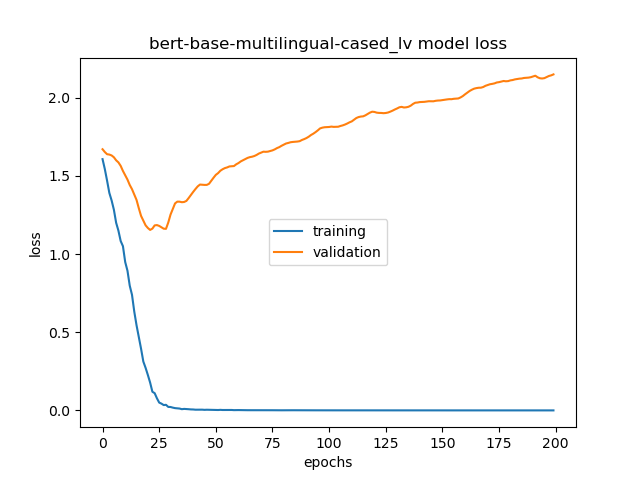 bert-base-multilingual-cased_lv model loss
loss
2.0
1.5
1.0
0.5
0.0
training
validation
0 25 50 75 100 125 150 175 200
epochs